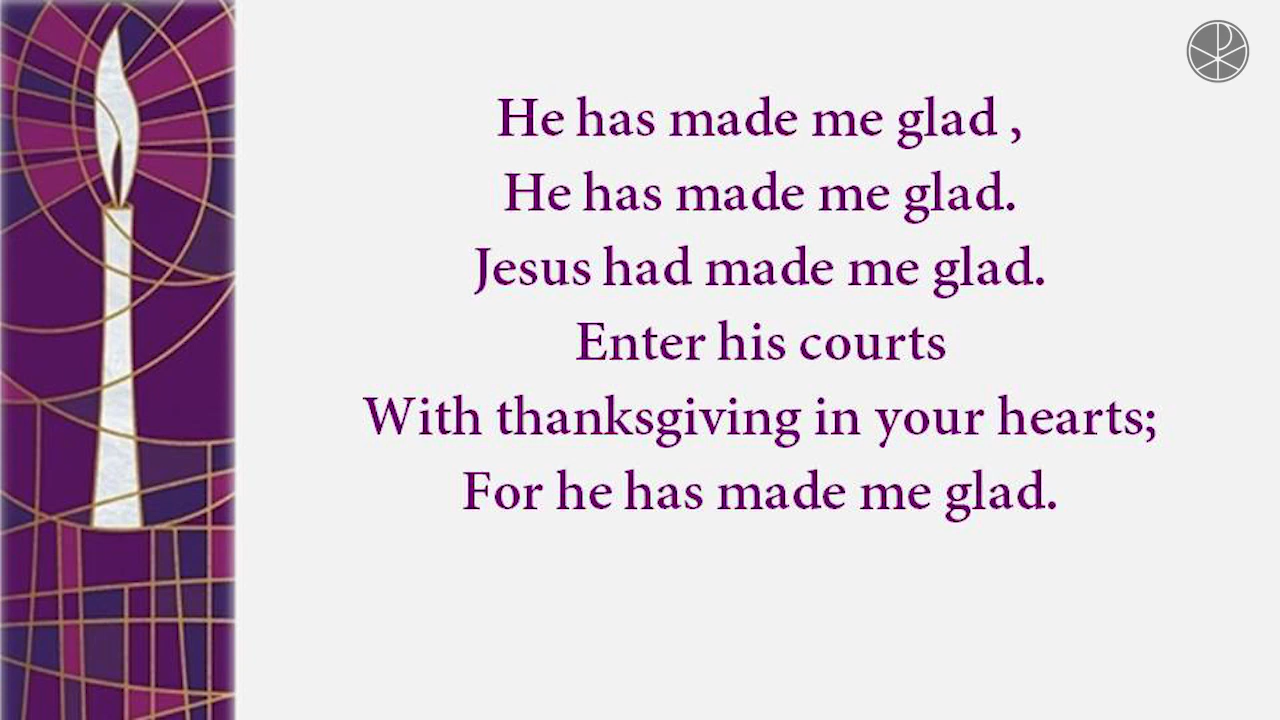 He has made me glad ,
He has made me glad.
Jesus had made me glad.
Enter his courts
With thanksgiving in your hearts;
For he has made me glad.